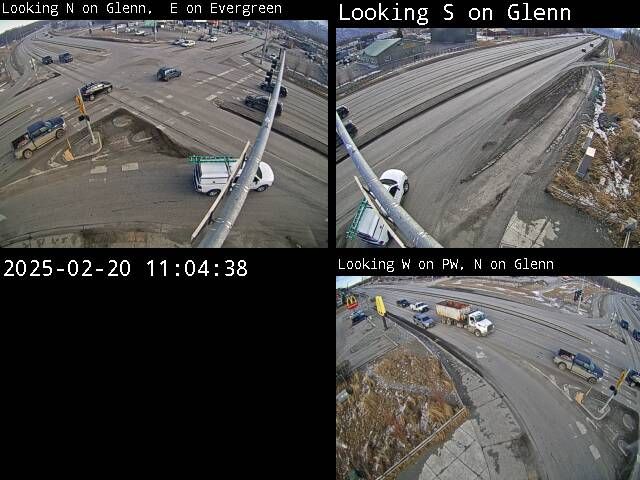 Looking N on Glenn,  E on Evergreen
Looking S on Glenn
2025-02-20 11:04:38
Looking W on PW, N on Glenn